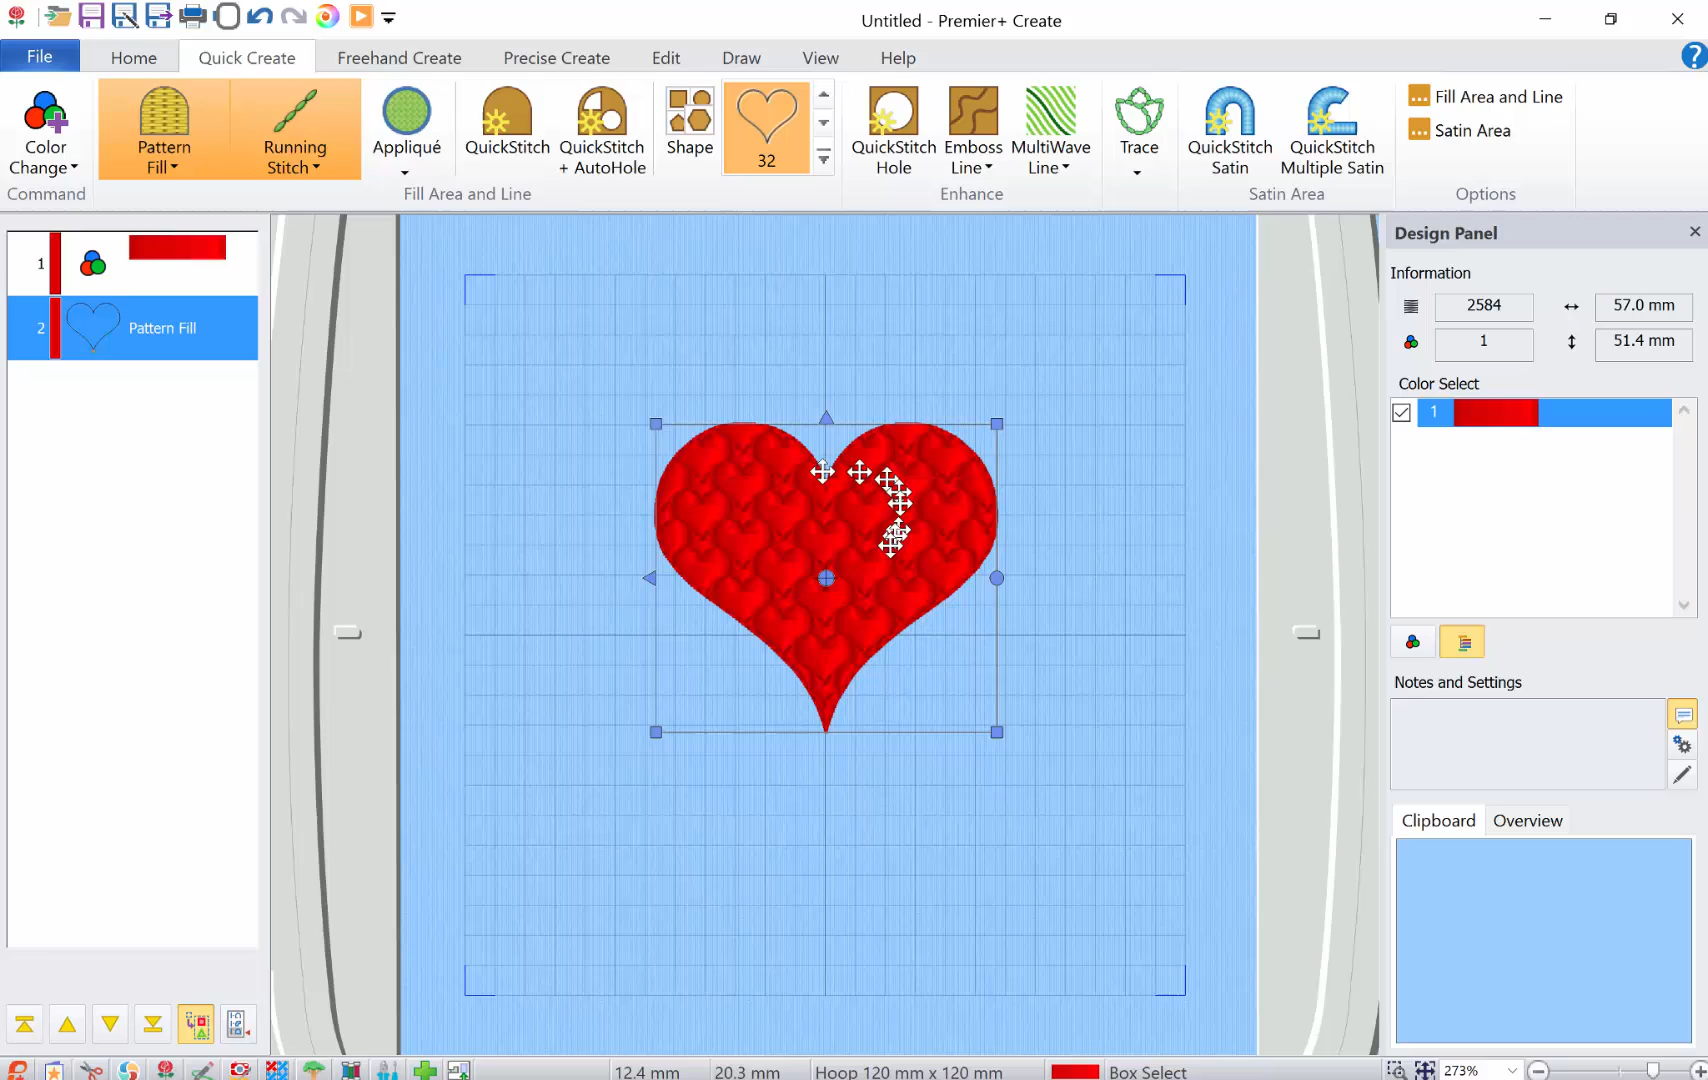 Untitled - Premier+ Create
File
Home
Quick Create
Freehand Create
Precise Create
Edit
Draw
View
Help
?
Color
Change
Pattern
Fill
Running
Stitch
Appliqué
QuickStitch
QuickStitch
+ AutoHole
Shape
32
QuickStitch
Hole
Emboss
Line
MultiWave
Line
Trace
QuickStitch
Satin
QuickStitch
Multiple Satin
Fill Area and Line
Satin Area
Command
Fill Area and Line
Enhance
Satin Area
Options
1
2
Pattern Fill
Design Panel
Information
2584
57.0 mm
1
51.4 mm
Color Select
1
Notes and Settings
Clipboard
Overview
12.4 mm
20.3 mm
Hoop 120 mm x 120 mm
Box Select
273%